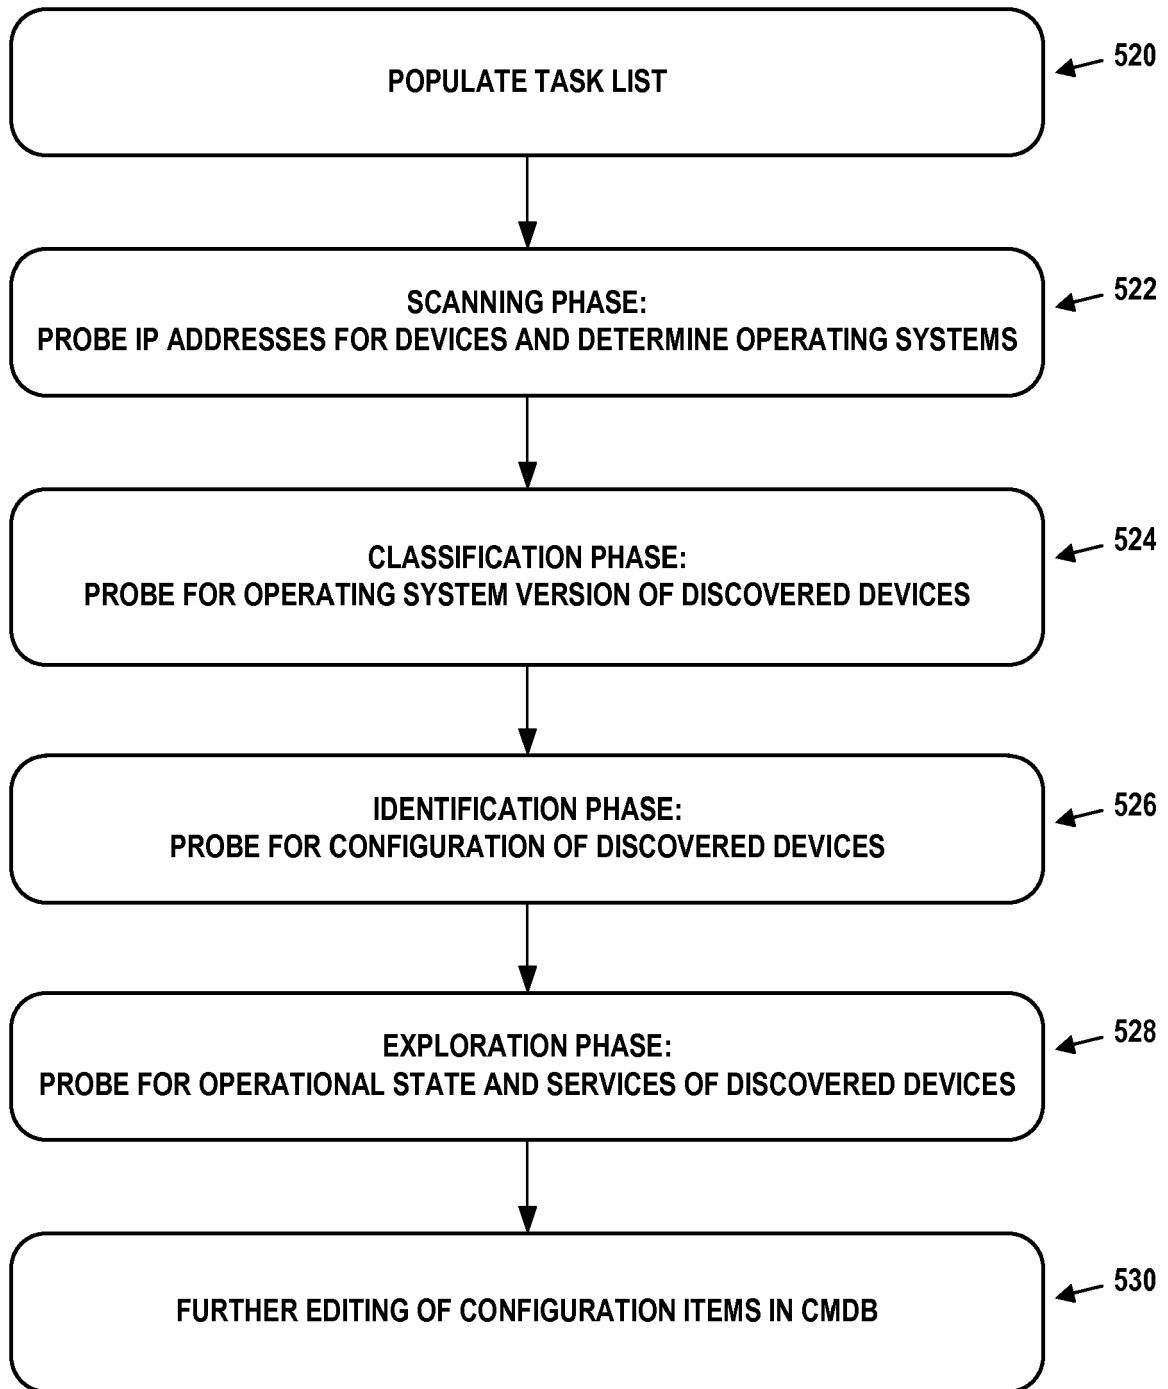 POPULATE TASK LIST
520
SCANNING PHASE:
PROBE IP ADDRESSES FOR DEVICES AND DETERMINE OPERATING SYSTEMS
522
CLASSIFICATION PHASE:
PROBE FOR OPERATING SYSTEM VERSION OF DISCOVERED DEVICES
524
IDENTIFICATION PHASE:
PROBE FOR CONFIGURATION OF DISCOVERED DEVICES
526
EXPLORATION PHASE:
PROBE FOR OPERATIONAL STATE AND SERVICES OF DISCOVERED DEVICES
528
FURTHER EDITING OF CONFIGURATION ITEMS IN CMDB
530